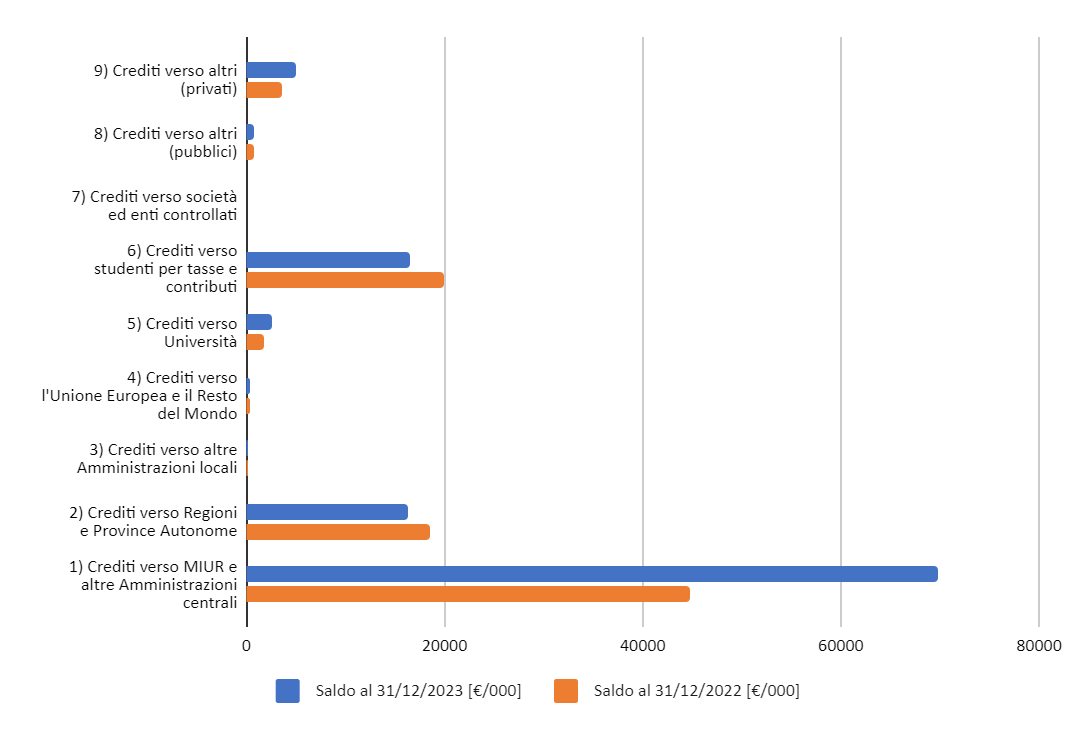 9) Crediti verso altri
(privati)
8) Crediti verso altri
(pubblici)
7) Crediti verso società
ed enti controllati
6) Crediti verso
studenti per tasse e
contributi
5) Crediti verso
Università
4) Crediti verso
l'Unione Europea e il Resto
del Mondo
3) Crediti verso altre
Amministrazioni locali
2) Crediti verso Regioni
e Province Autonome
1) Crediti verso MIUR e
altre Amministrazioni
centrali
0 20000 40000 60000 80000
Saldo al 31/12/2023 [€/000] Saldo al 31/12/2022 [€/000]